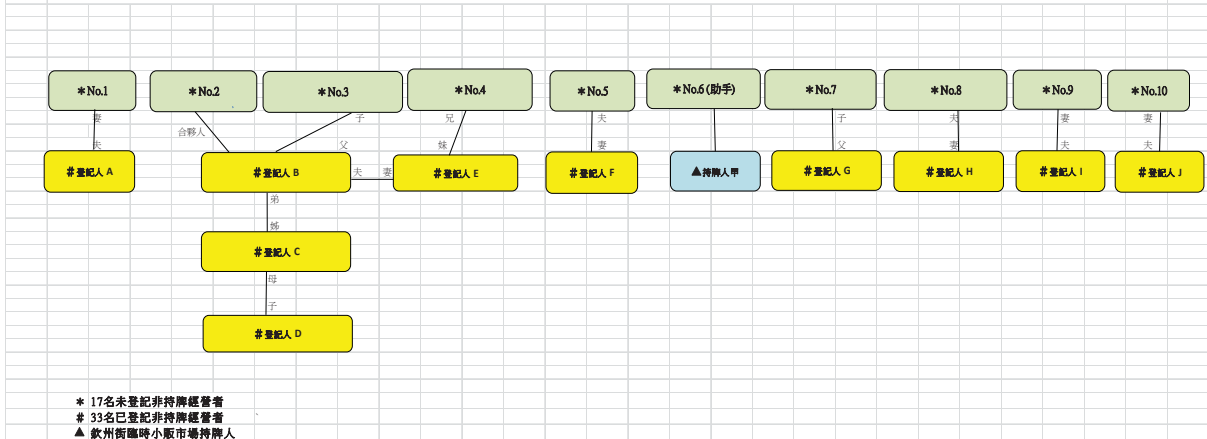 ＊No.1
＊No.2
＊No.3
＊No.4
＊No.5
＊No.6 (助手)
＊No.7
＊No.8
＊No.9
＊No.10
妻
合夥人
子
兄
夫
子
夫
妻
妻
夫
父
妹
妻
父
妻
夫
夫
#登記人 A
#登記人 B
夫
妻
#登記人 E
#登記人 F
▲持牌人甲
#登記人 G
#登記人 H
#登記人 I
#登記人 J
弟
姊
#登記人 C
母
子
#登記人 D
＊ 17名未登記非持牌經營者
# 33名已登記非持牌經營者
▲ 欽州街臨時小販市場持牌人